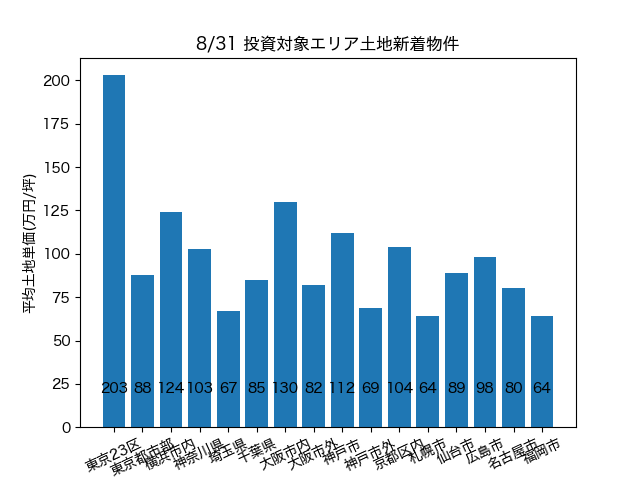 8/31 投資対象エリア土地新着物件
平均土地単価(万円/坪)
200
175
150
125
100
75
50
25
0
203 88 124 103 67 85 130 82 112 69 104 64 89 98 80 64
東京23区 東京都市部 横浜市内 神奈川県 埼玉県 千葉県 大阪市内 大阪市外 神戸市 神戸市外 京都区内 札幌市 仙台市 広島市 名古屋市 福岡市